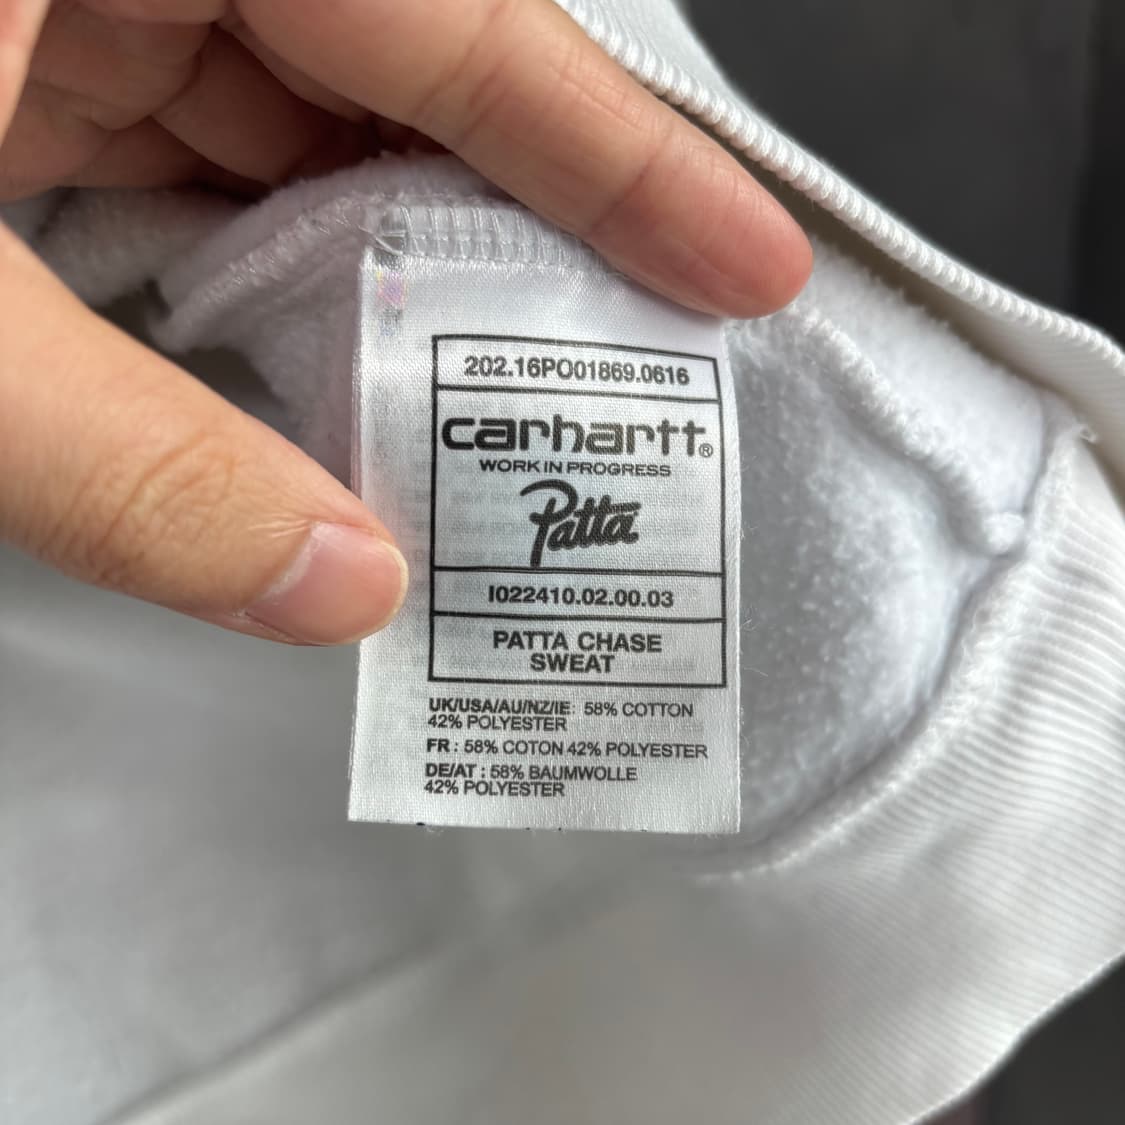 202.16PO01869.0616
carhartt®
WORK IN PROGRESS
Patta
I022410.02.00.03
PATTA CHASE
SWEAT
UK/USA/AU/NZ/IE: 58% COTTON
42% POLYESTER
FR : 58% COTON 42% POLYESTER
DE/AT : 58% BAUMWOLLE
42% POLYESTER